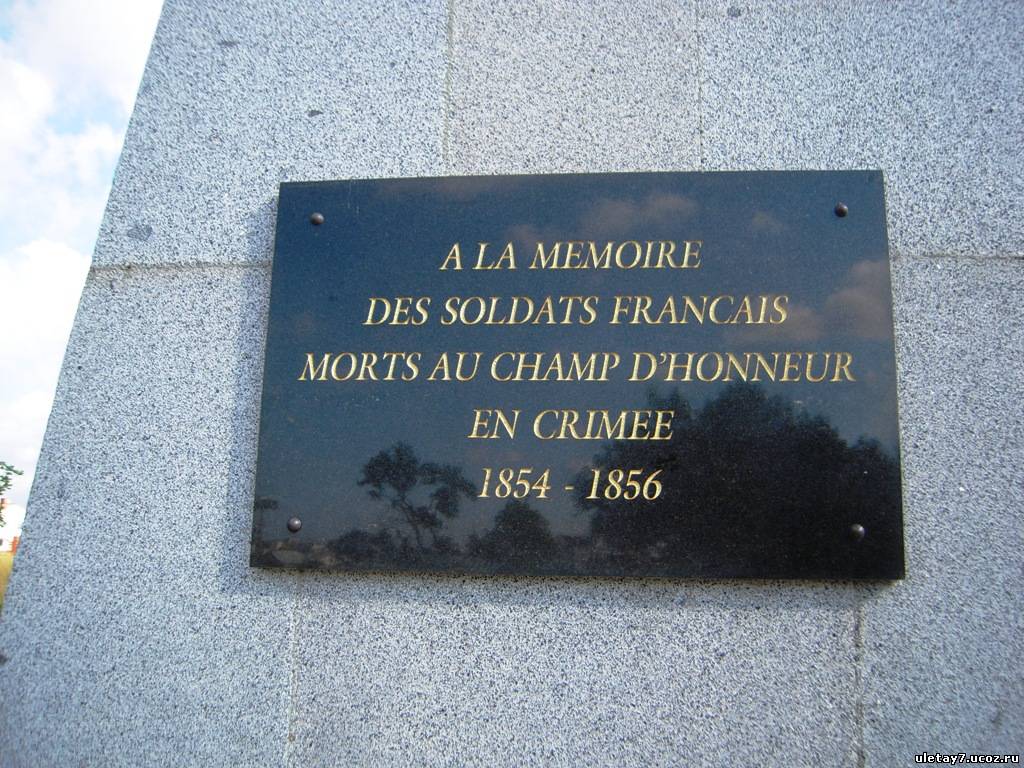 A LA MEMOIRE
DES SOLDATS FRANCAIS
MORTS AU CHAMP D'HONNEUR
EN CRIMEE
1854 - 1856
uletay7.ucoz.ru